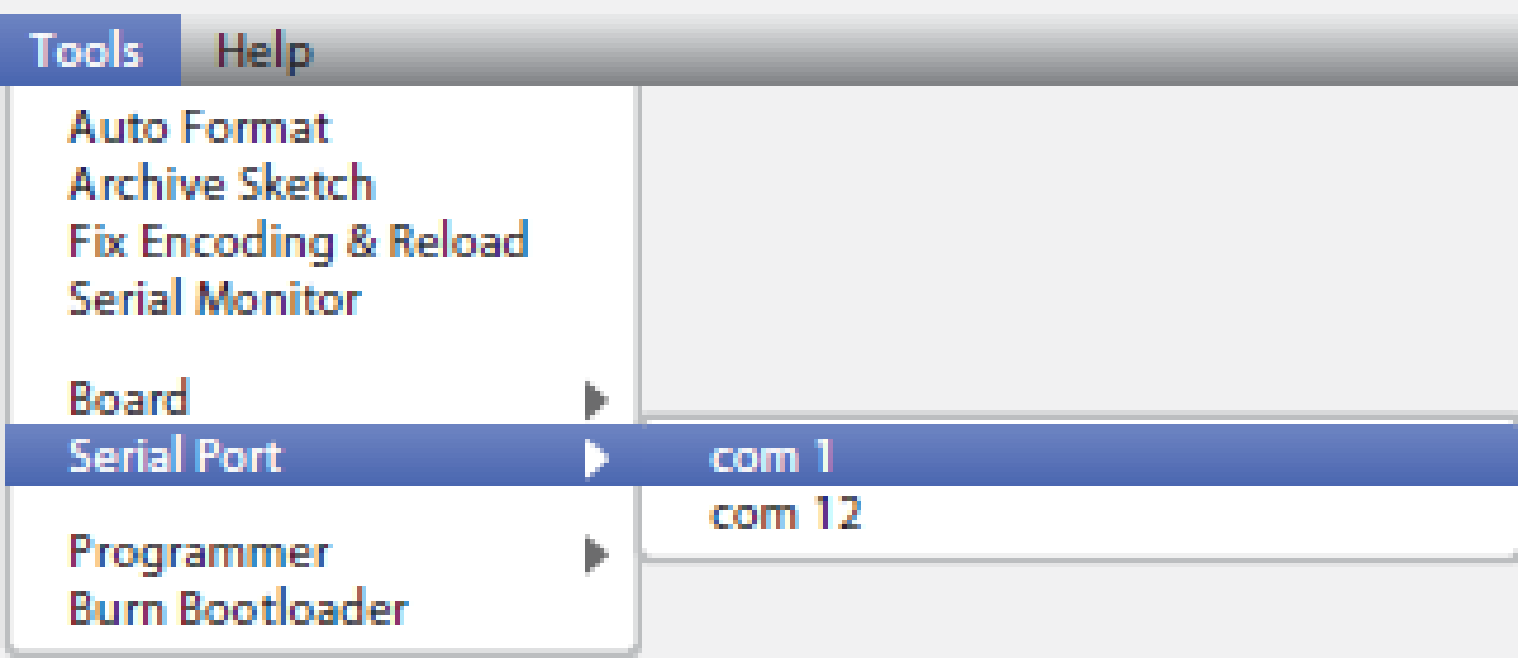 Tools Help
Auto Format
Archive Sketch
Fix Encoding & Reload
Serial Monitor
Board
Serial Port
com 1
com 12
Programmer
Burn Bootloader